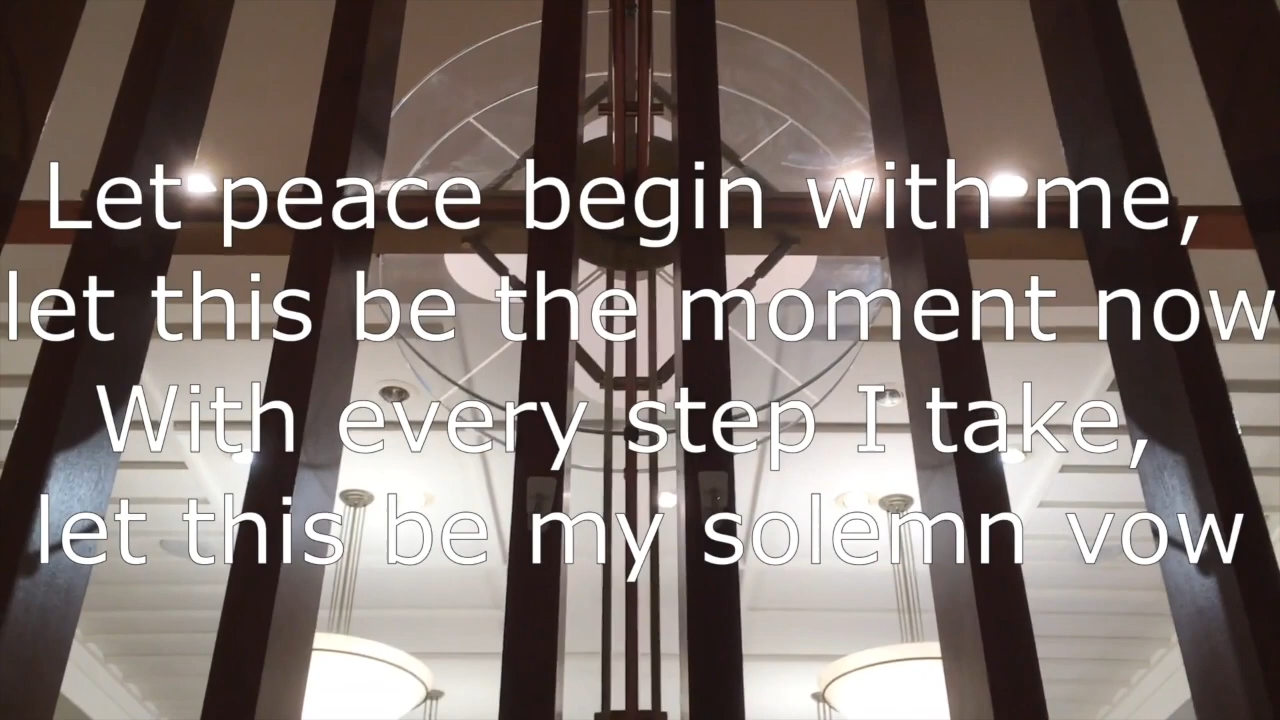 Let peace begin with me,
let this be the moment now
With every step I take,
let this be my solemn vow